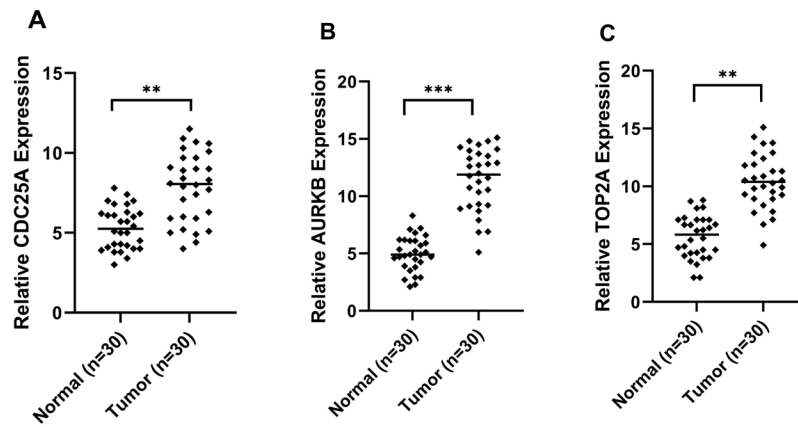 A
Relative CDC25A Expression
15
10
5
0
**
Normal (n=30)
Tumor (n=30)
B
Relative AURKB Expression
20
15
10
5
0
***
Normal (n=30)
Tumor (n=30)
C
Relative TOP2A Expression
20
15
10
5
0
**
Normal (n=30)
Tumor (n=30)